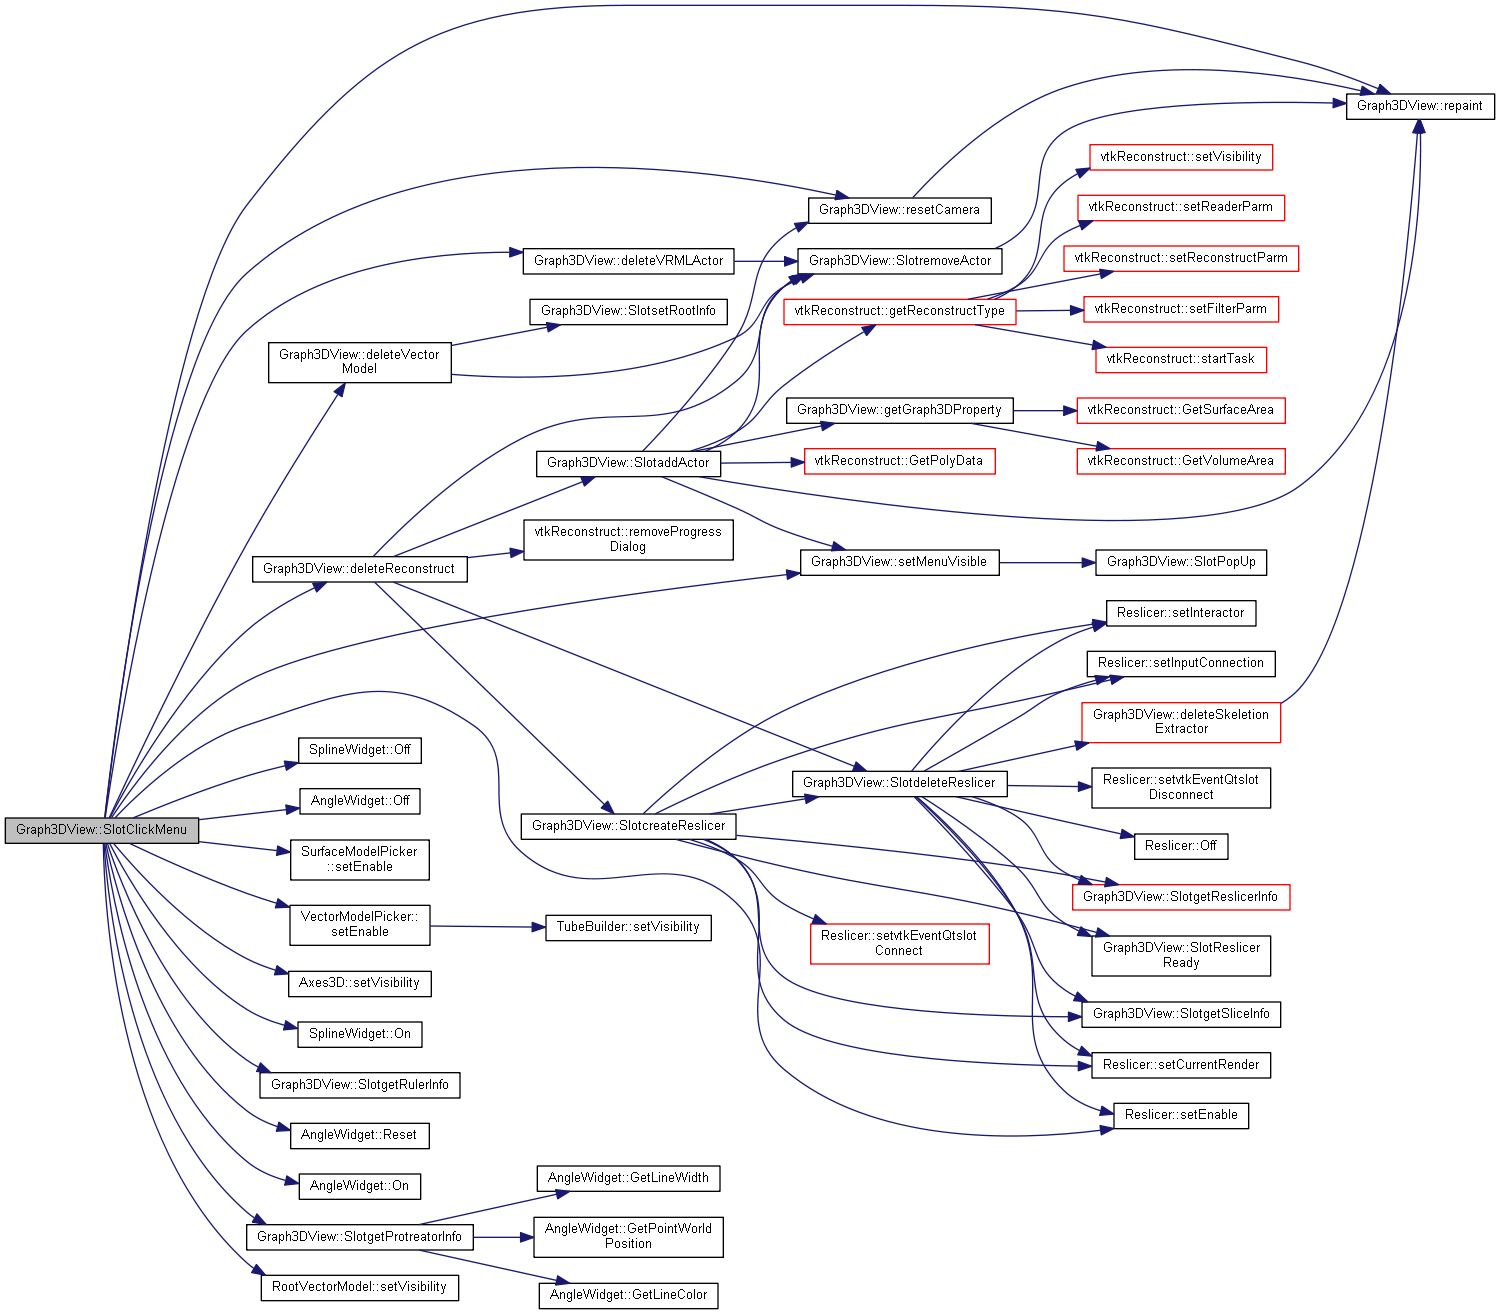 Graph3DView::repaint
vtkReconstruct::setVisibility
Graph3DView::resetCamera
vtkReconstruct::setReaderParm
Graph3DView::deleteVRMLActor
Graph3DView::SlotremoveActor
vtkReconstruct::setReconstructParm
Graph3DView::SlotsetRootInfo
vtkReconstruct::getReconstructType
vtkReconstruct::setFilterParm
Graph3DView::deleteVector
Model
vtkReconstruct::startTask
Graph3DView::getGraph3DProperty
vtkReconstruct::GetSurfaceArea
Graph3DView::SlotaddActor
vtkReconstruct::GetPolyData
vtkReconstruct::GetVolumeArea
vtkReconstruct::removeProgress
Dialog
Graph3DView::deleteReconstruct
Graph3DView::setMenuVisible
Graph3DView::SlotPopUp
Reslicer::setInteractor
Reslicer::setInputConnection
Graph3DView::deleteSkeletion
Extractor
SplineWidget::Off
Graph3DView::SlotdeleteReslicer
Reslicer::setvtkEventQtslot
Disconnect
AngleWidget::Off
Graph3DView::SlotClickMenu
Graph3DView::SlotcreateReslicer
Reslicer::Off
SurfaceModelPicker
::setEnable
Graph3DView::SlotgetReslicerInfo
VectorModelPicker::
setEnable
TubeBuilder::setVisibility
Reslicer::setvtkEventQtslot
Connect
Graph3DView::SlotReslicer
Ready
Axes3D::setVisibility
Graph3DView::SlotgetSliceInfo
SplineWidget::On
Reslicer::setCurrentRender
Graph3DView::SlotgetRulerInfo
Reslicer::setEnable
AngleWidget::Reset
AngleWidget::On
AngleWidget::GetLineWidth
Graph3DView::SlotgetProtreatorInfo
AngleWidget::GetPointWorld
Position
RootVectorModel::setVisibility
AngleWidget::GetLineColor